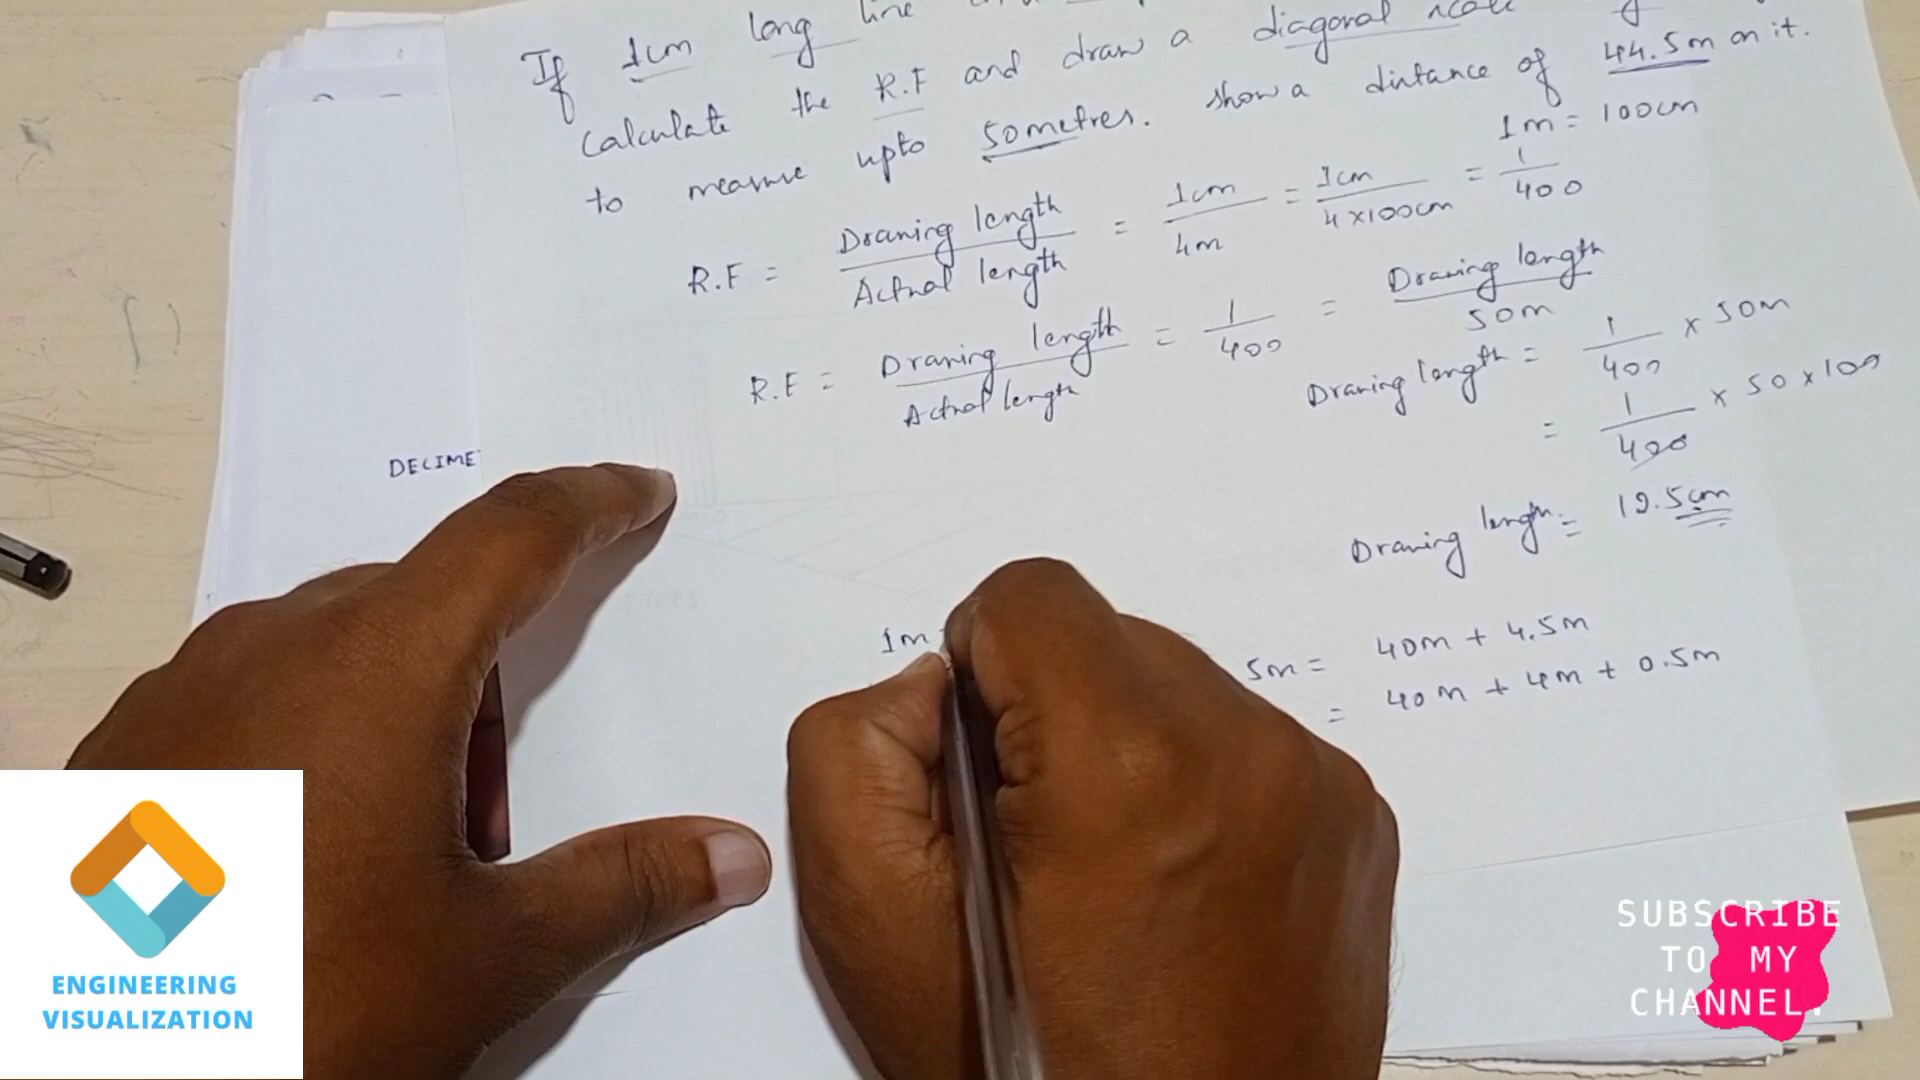 If 1cm long line
calculate the R.F and draw a diagonal scale
to measure upto 50metres. show a distance of 44.5m on it.
1m = 100cm
R.F = Drawing length / Actual length = 1cm / 4m = 1cm / 4×100cm = 1 / 400
R.F = Drawing length / Actual length = 1 / 400 = Drawing length / 50m
Drawing length = 1 / 400 × 50m
= 1 / 400 × 50×100
Drawing length = 12.5cm
DECIME
1m
5m = 40m + 4.5m
= 40m + 4m + 0.5m
ENGINEERING
VISUALIZATION
SUBSCRIBE
TO MY
CHANNEL.